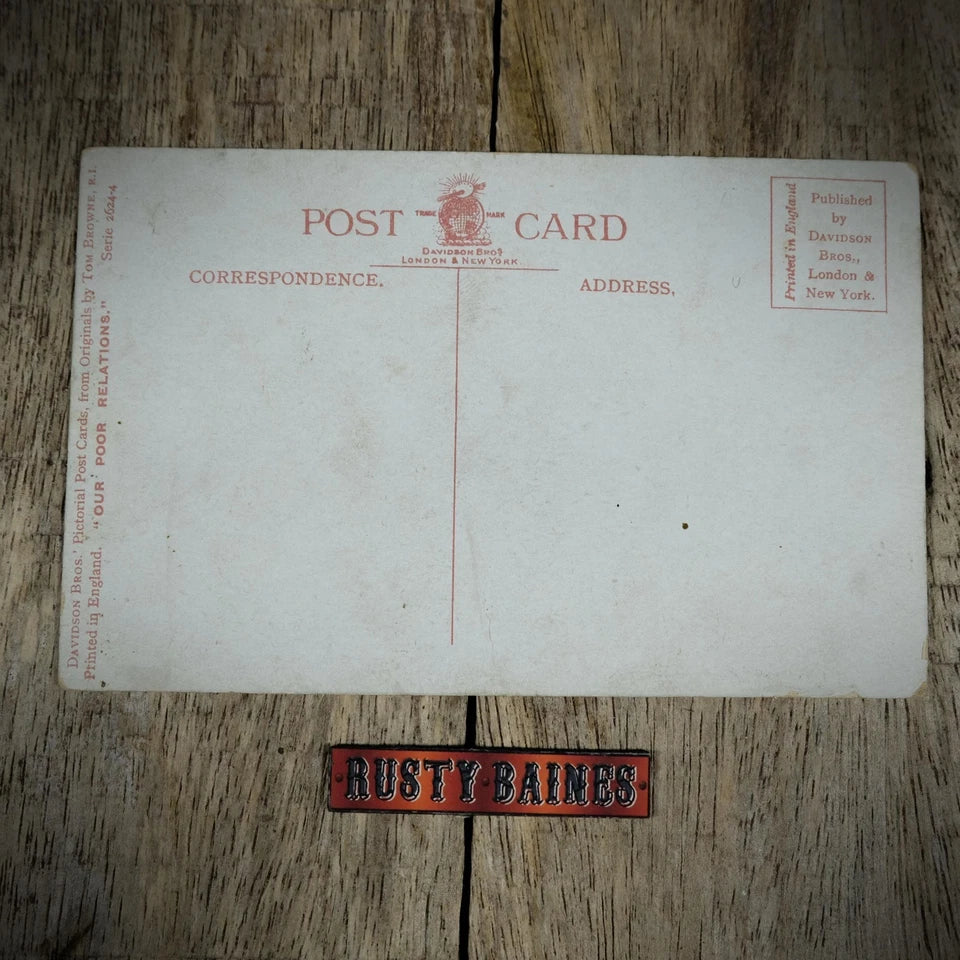 POST CARD
TRADE MARK
DAVIDSON BROS
LONDON & NEW YORK.
CORRESPONDENCE.
ADDRESS,
Printed in England
Published
by
DAVIDSON
BROS.,
London &
New York.
DAVIDSON BROS.' Pictorial Post Cards, from Originals by TOM BROWNE, R.I.
Printed in England. "OUR POOR RELATIONS." Serie 2624-4
RUSTY·BAINES